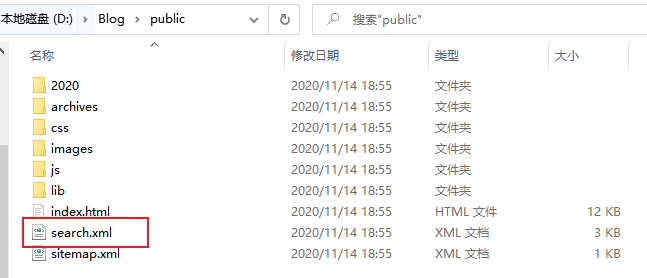 本地磁盘 (D:) > Blog > public
搜索"public"
名称 修改日期 类型 大小
2020 2020/11/14 18:55 文件夹
archives 2020/11/14 18:55 文件夹
css 2020/11/14 18:55 文件夹
images 2020/11/14 18:55 文件夹
js 2020/11/14 18:55 文件夹
lib 2020/11/14 18:55 文件夹
index.html 2020/11/14 18:55 HTML 文件 12 KB
search.xml 2020/11/14 18:55 XML 文档 3 KB
sitemap.xml 2020/11/14 18:55 XML 文档 1 KB